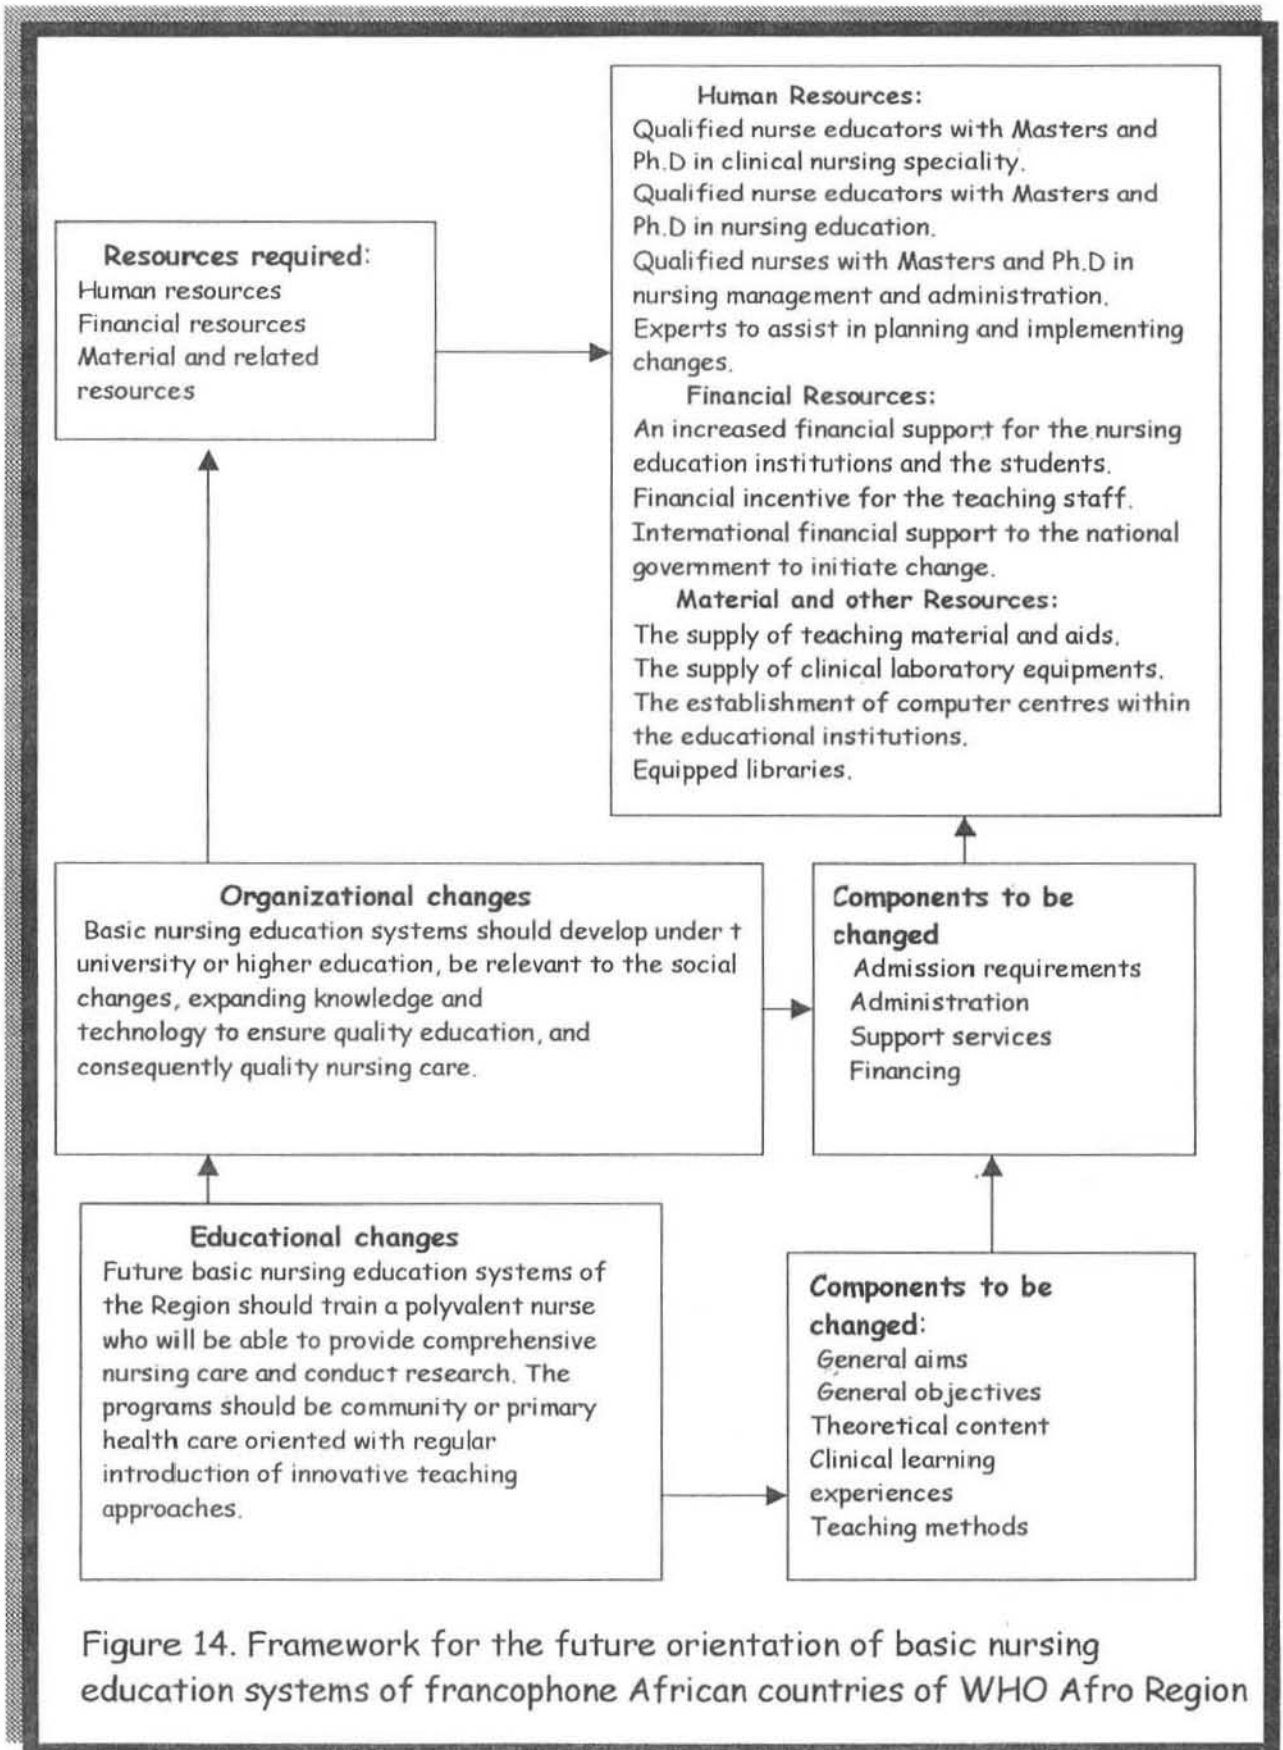 Human Resources:
Qualified nurse educators with Masters and
Ph.D in clinical nursing speciality.
Qualified nurse educators with Masters and
Ph.D in nursing education.
Qualified nurses with Masters and Ph.D in
nursing management and administration.
Experts to assist in planning and implementing
changes.
Financial Resources:
An increased financial support for the nursing
education institutions and the students.
Financial incentive for the teaching staff.
International financial support to the national
government to initiate change.
Material and other Resources:
The supply of teaching material and aids.
The supply of clinical laboratory equipments.
The establishment of computer centres within
the educational institutions.
Equipped libraries.
Resources required:
Human resources
Financial resources
Material and related
resources
Organizational changes
Basic nursing education systems should develop under t
university or higher education, be relevant to the social
changes, expanding knowledge and
technology to ensure quality education, and
consequently quality nursing care.
Components to be
changed
Admission requirements
Administration
Support services
Financing
Educational changes
Future basic nursing education systems of
the Region should train a polyvalent nurse
who will be able to provide comprehensive
nursing care and conduct research. The
programs should be community or primary
health care oriented with regular
introduction of innovative teaching
approaches.
Components to be
changed:
General aims
General objectives
Theoretical content
Clinical learning
experiences
Teaching methods
Figure 14. Framework for the future orientation of basic nursing
education systems of francophone African countries of WHO Afro Region